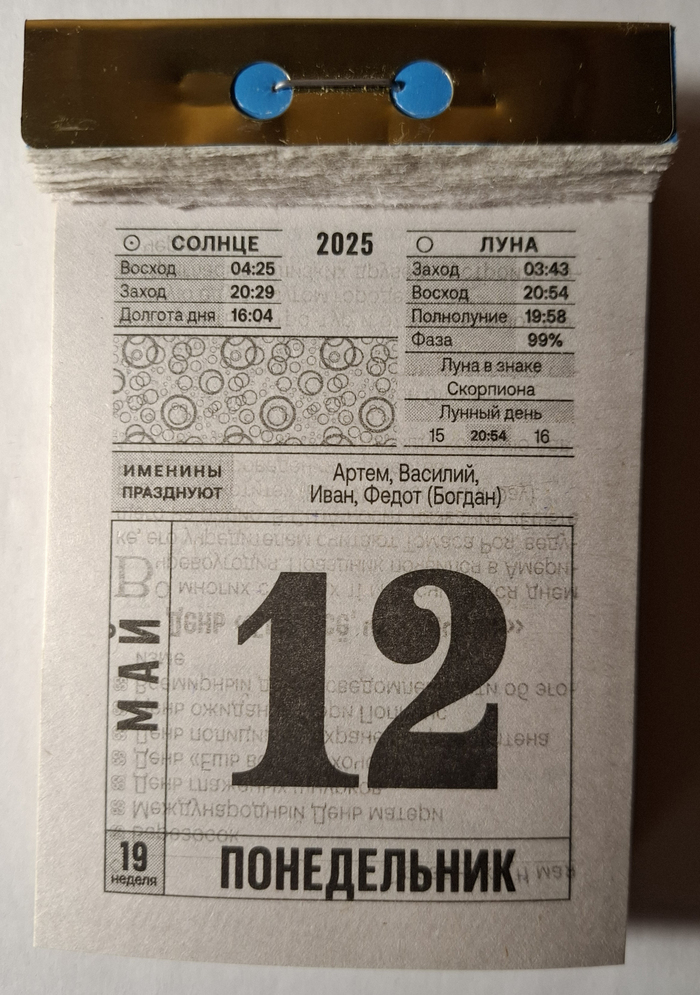 СОЛНЦЕ
Восход 04:25
Заход 20:29
Долгота дня 16:04
2025
ЛУНА
Заход 03:43
Восход 20:54
Полнолуние 19:58
Фаза 99%
Луна в знаке
Скорпиона
Лунный день
15 20:54 16
ИМЕНИНЫ
ПРАЗДНУЮТ
Артем, Василий,
Иван, Федот (Богдан)
МАЙ
12
19
неделя
ПОНЕДЕЛЬНИК